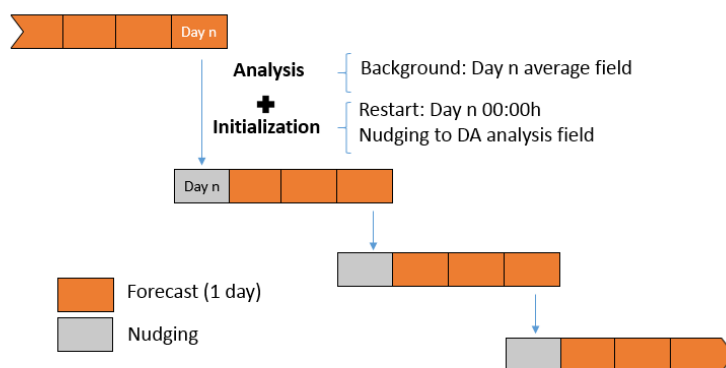 Day n
Analysis
Background: Day n average field
Initialization
Restart: Day n 00:00h
Nudging to DA analysis field
Day n
Forecast (1 day)
Nudging